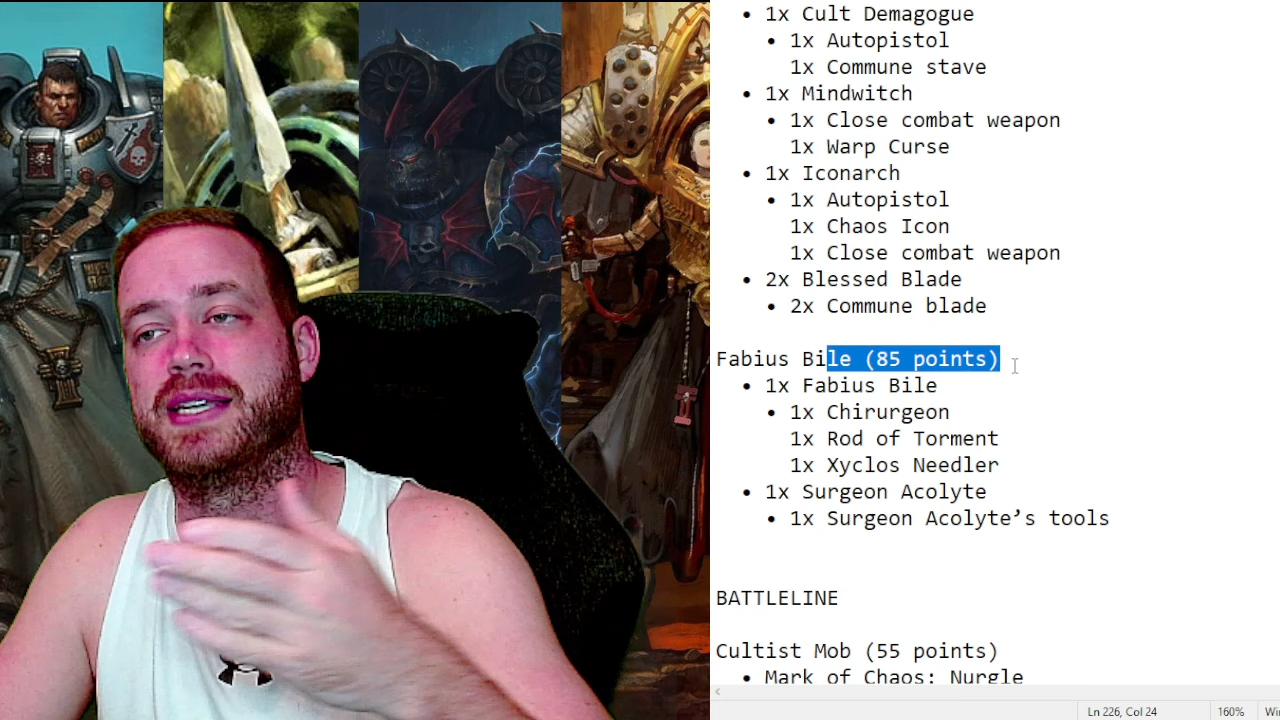 • 1x Cult Demagogue
• 1x Autopistol
1x Commune stave
• 1x Mindwitch
• 1x Close combat weapon
1x Warp Curse
• 1x Iconarch
• 1x Autopistol
1x Chaos Icon
1x Close combat weapon
• 2x Blessed Blade
• 2x Commune blade
Fabius Bile (85 points)
• 1x Fabius Bile
• 1x Chirurgeon
1x Rod of Torment
1x Xyclos Needler
• 1x Surgeon Acolyte
• 1x Surgeon Acolyte’s tools
BATTLELINE
Cultist Mob (55 points)
• Mark of Chaos: Nurgle
Ln 226, Col 24
160%